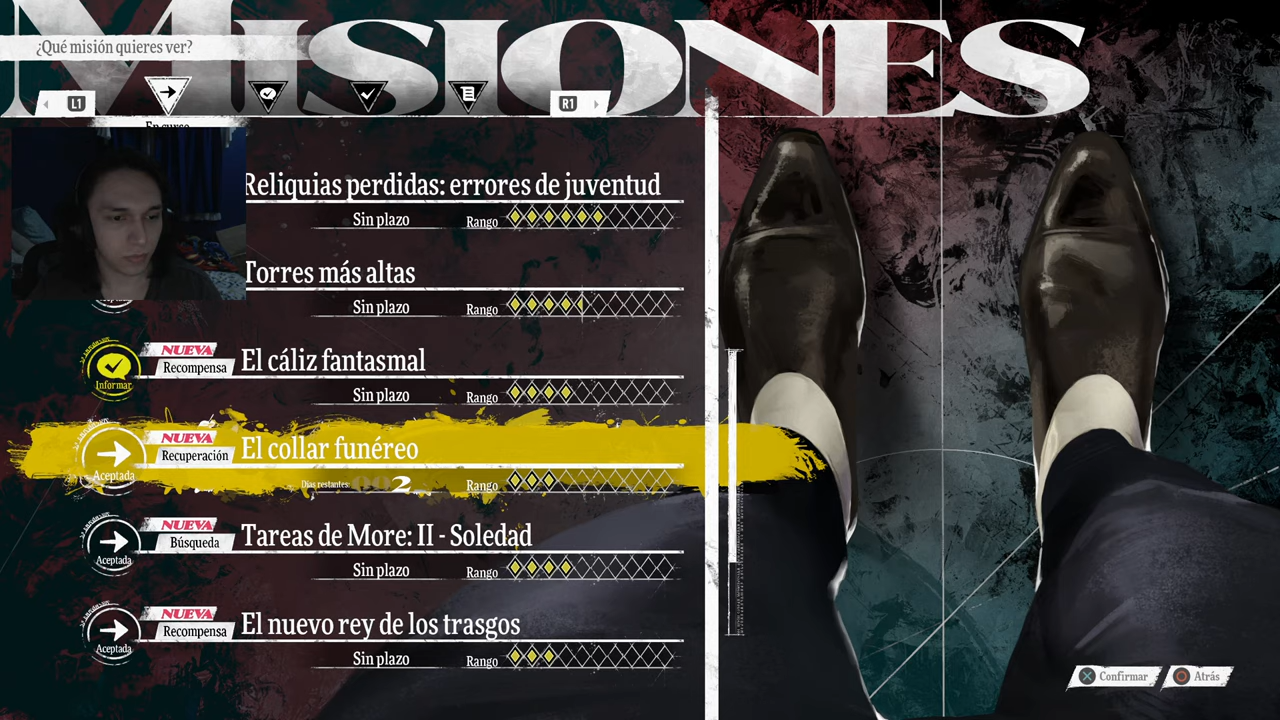 MISIONES
¿Qué misión quieres ver?
L1
R1
En curso
Reliquias perdidas: errores de juventud
Sin plazo
Rango
Torres más altas
Sin plazo
Rango
NUEVA
Recompensa
El cáliz fantasmal
Informar
Sin plazo
Rango
NUEVA
Recuperación
El collar funéreo
Aceptada
Días restantes: 002
Rango
NUEVA
Búsqueda
Tareas de More: II - Soledad
Aceptada
Sin plazo
Rango
NUEVA
Recompensa
El nuevo rey de los trasgos
Aceptada
Sin plazo
Rango
Confirmar
Atrás